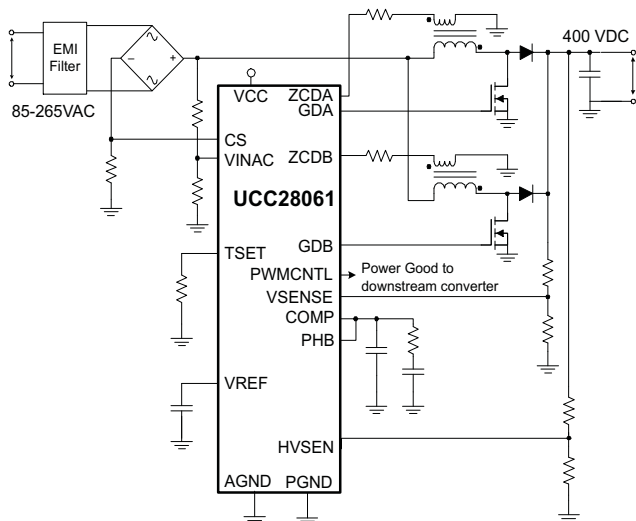 EMI
Filter
85-265VAC
−
+
400 VDC
VCC
ZCDA
GDA
CS
VINAC
ZCDB
UCC28061
GDB
TSET
PWMCNTL
Power Good to
downstream converter
VSENSE
COMP
PHB
VREF
HVSEN
AGND
PGND